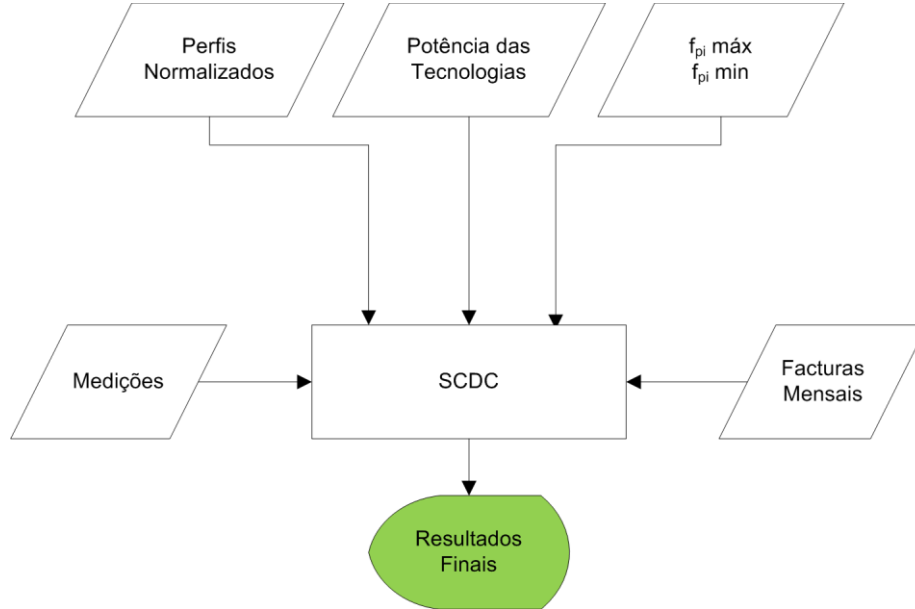 Perfis
Normalizados
Potência das
Tecnologias
fpi máx
fpi min
Medições
SCDC
Facturas
Mensais
Resultados
Finais